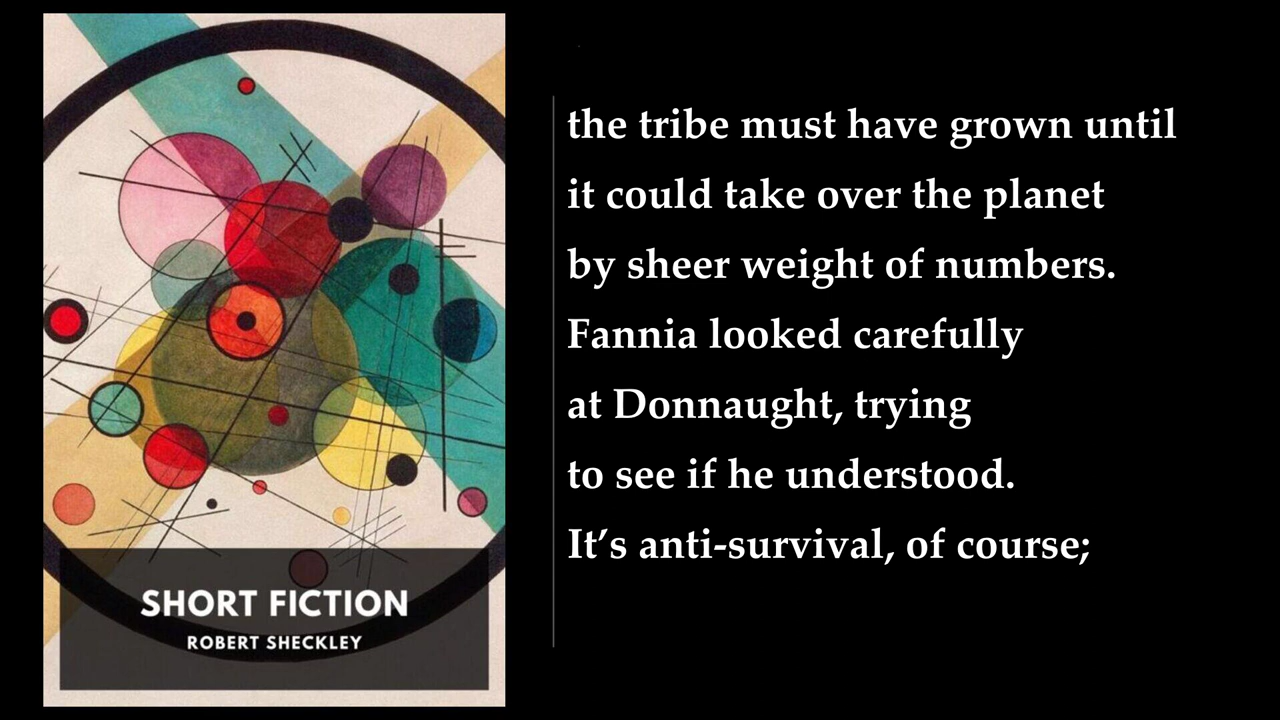 SHORT FICTION
ROBERT SHECKLEY
the tribe must have grown until
it could take over the planet
by sheer weight of numbers.
Fannia looked carefully
at Donnaught, trying
to see if he understood.
It’s anti-survival, of course;